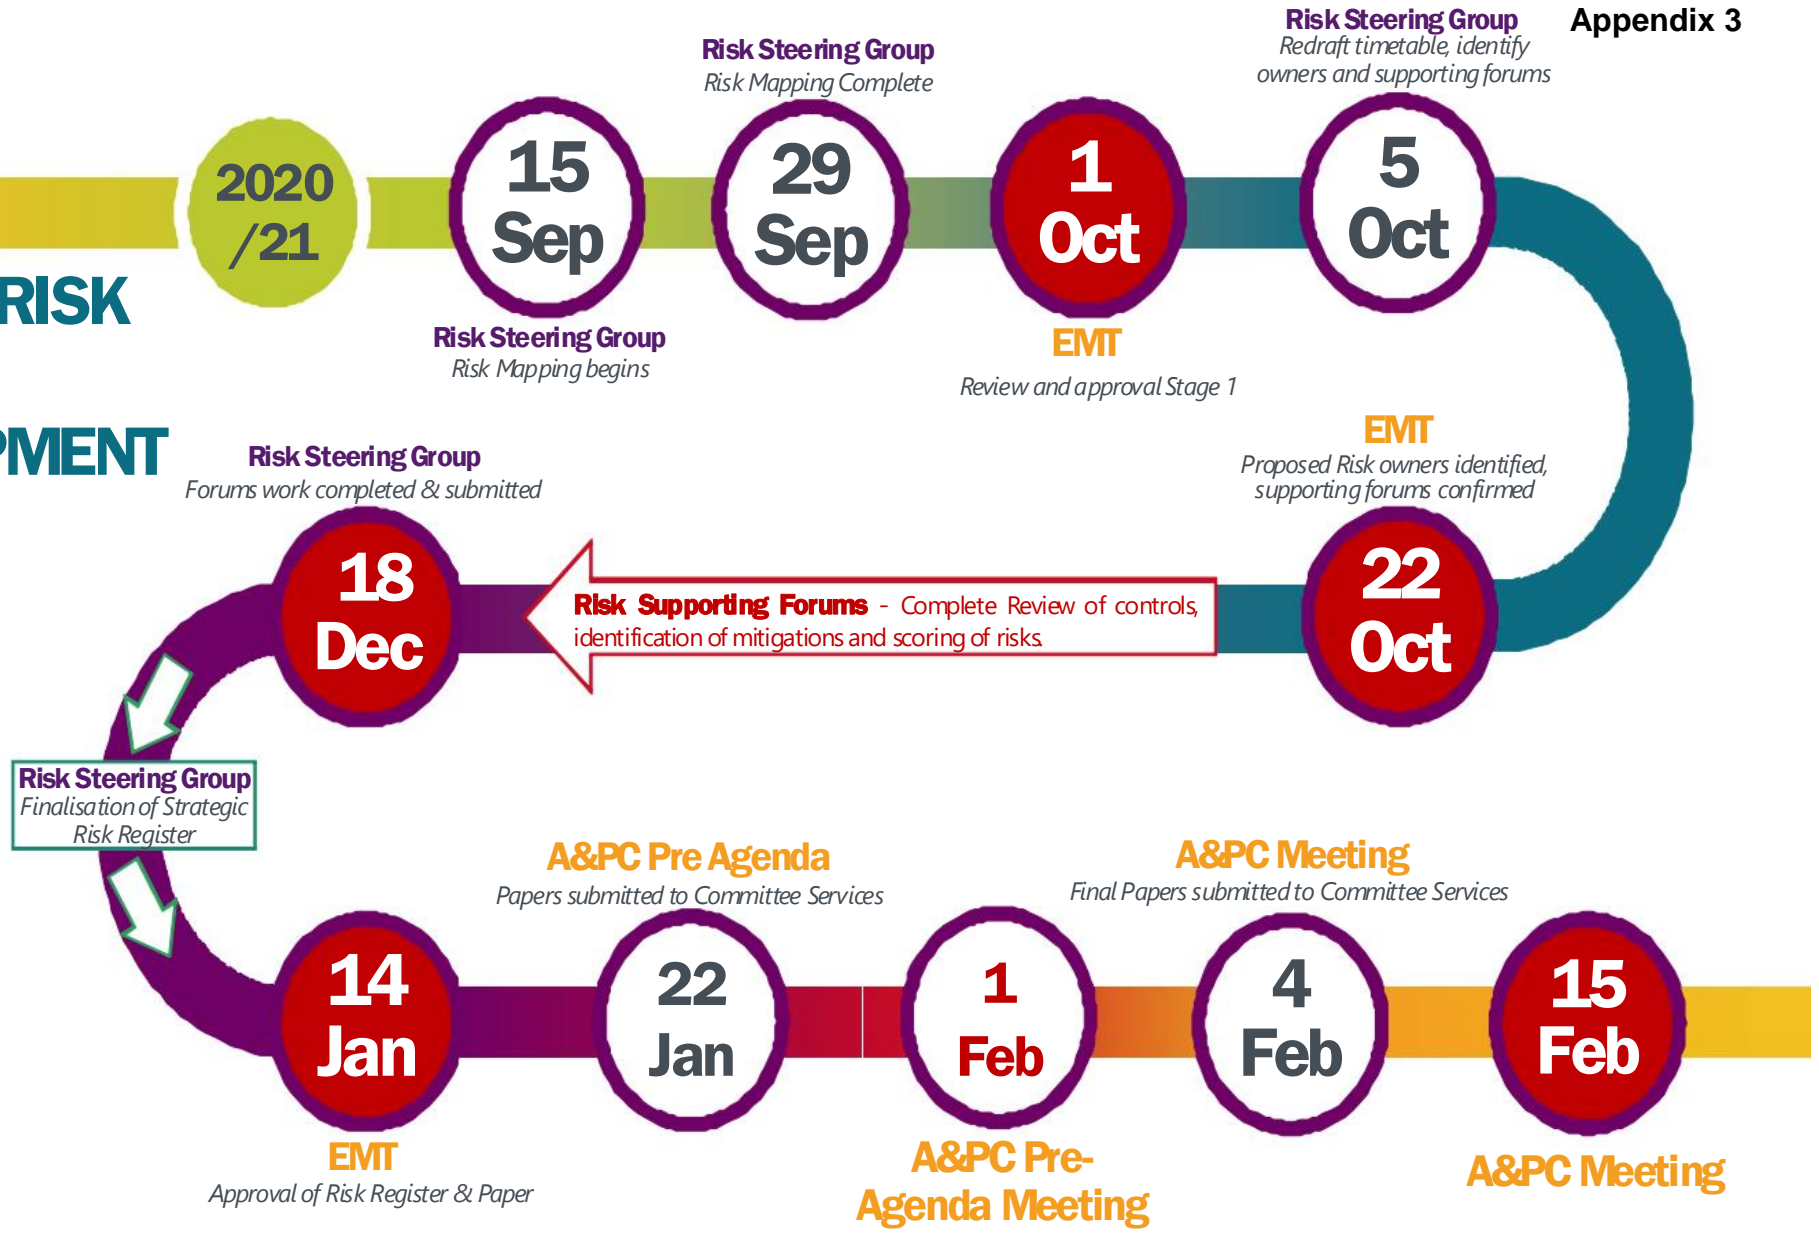 Appendix 3
2020
/21
RISK
PMENT
15
Sep
Risk Steering Group
Risk Mapping begins
Risk Steering Group
Risk Mapping Complete
29
Sep
1
Oct
EMT
Review and approval Stage 1
Risk Steering Group
Redraft timetable, identify
owners and supporting forums
5
Oct
EMT
Proposed Risk owners identified,
supporting forums confirmed
22
Oct
Risk Supporting Forums - Complete Review of controls,
identification of mitigations and scoring of risks.
Risk Steering Group
Forums work completed & submitted
18
Dec
Risk Steering Group
Finalisation of Strategic
Risk Register
14
Jan
EMT
Approval of Risk Register & Paper
A&PC Pre Agenda
Papers submitted to Committee Services
22
Jan
1
Feb
A&PC Pre-
Agenda Meeting
A&PC Meeting
Final Papers submitted to Committee Services
4
Feb
15
Feb
A&PC Meeting